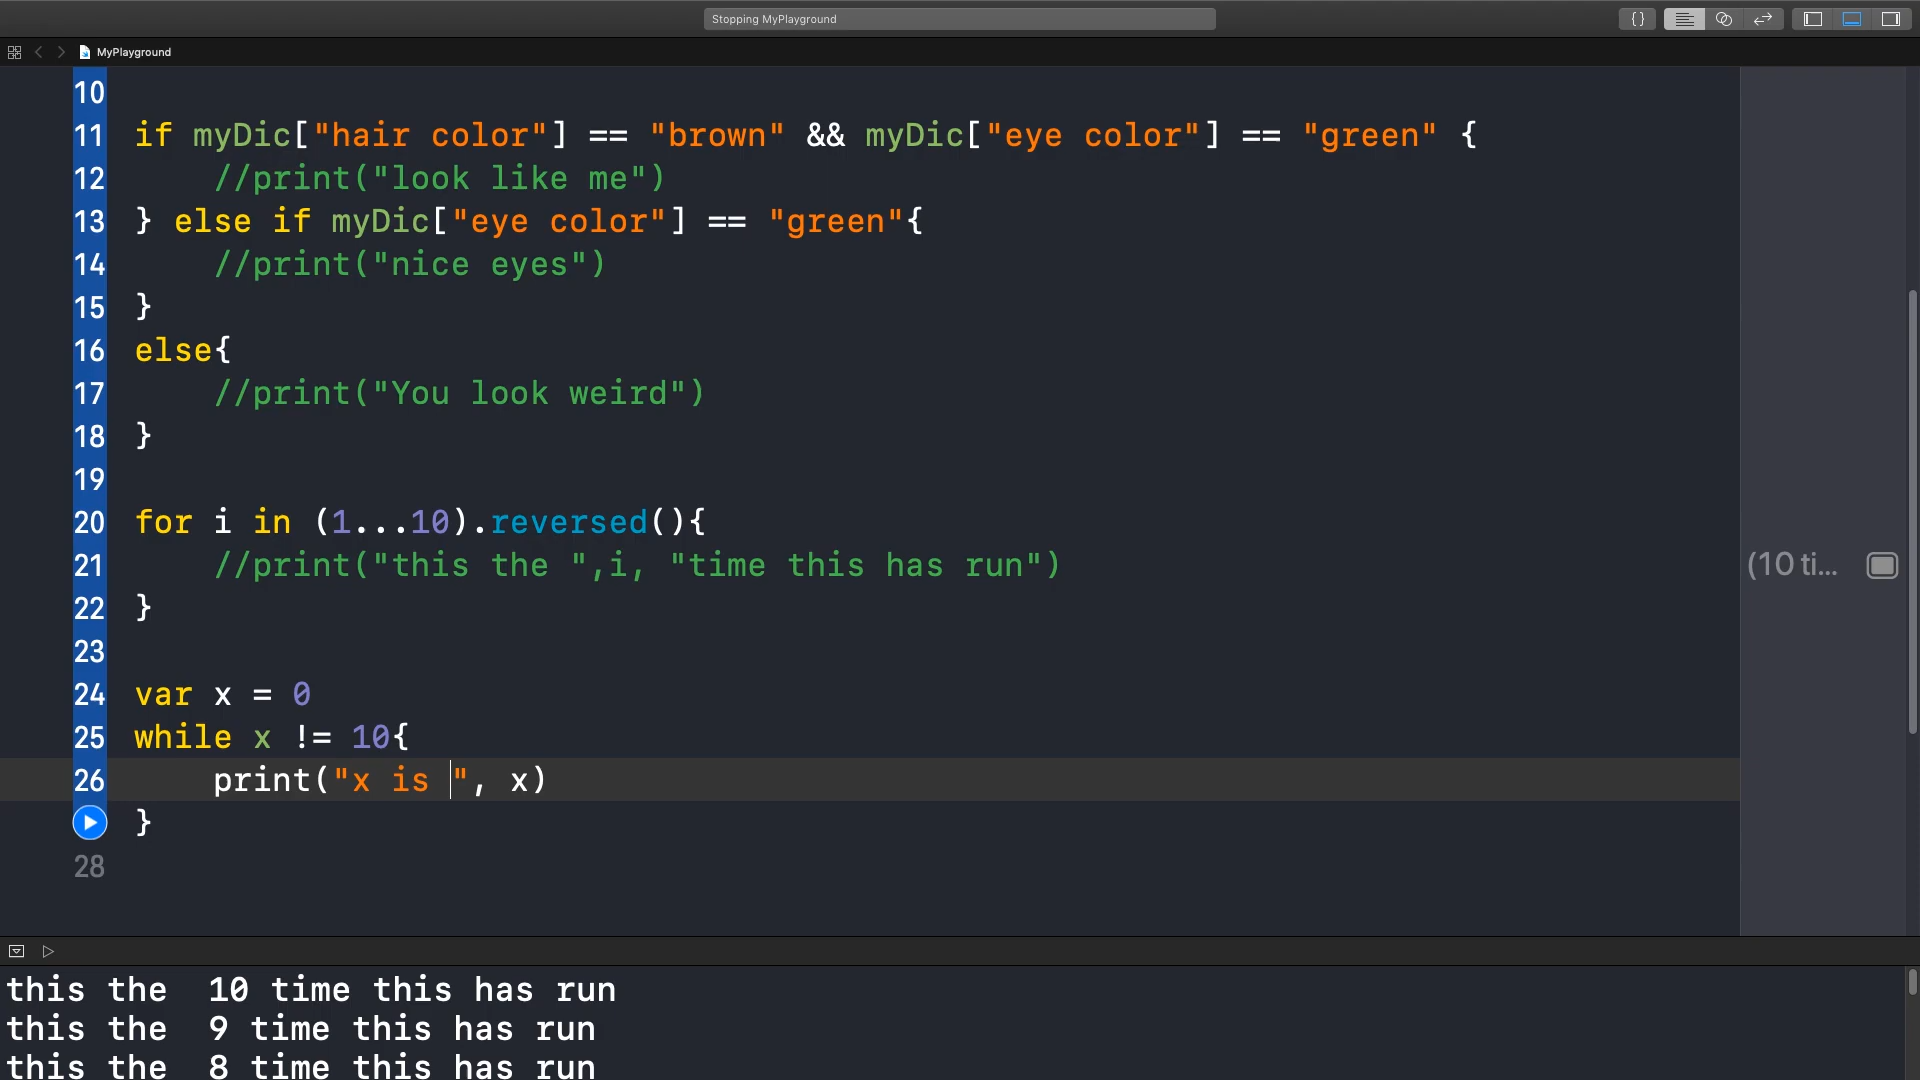 Stopping MyPlayground
{}
MyPlayground
10
11 if myDic["hair color"] == "brown" && myDic["eye color"] == "green" {
12 //print("look like me")
13 } else if myDic["eye color"] == "green"{
14 //print("nice eyes")
15 }
16 else{
17 //print("You look weird")
18 }
19
20 for i in (1...10).reversed(){
21 //print("this the ",i, "time this has run") (10 ti...
22 }
23
24 var x = 0
25 while x != 10{
26 print("x is ", x)
}
28
this the  10 time this has run
this the  9 time this has run
this the  8 time this has run